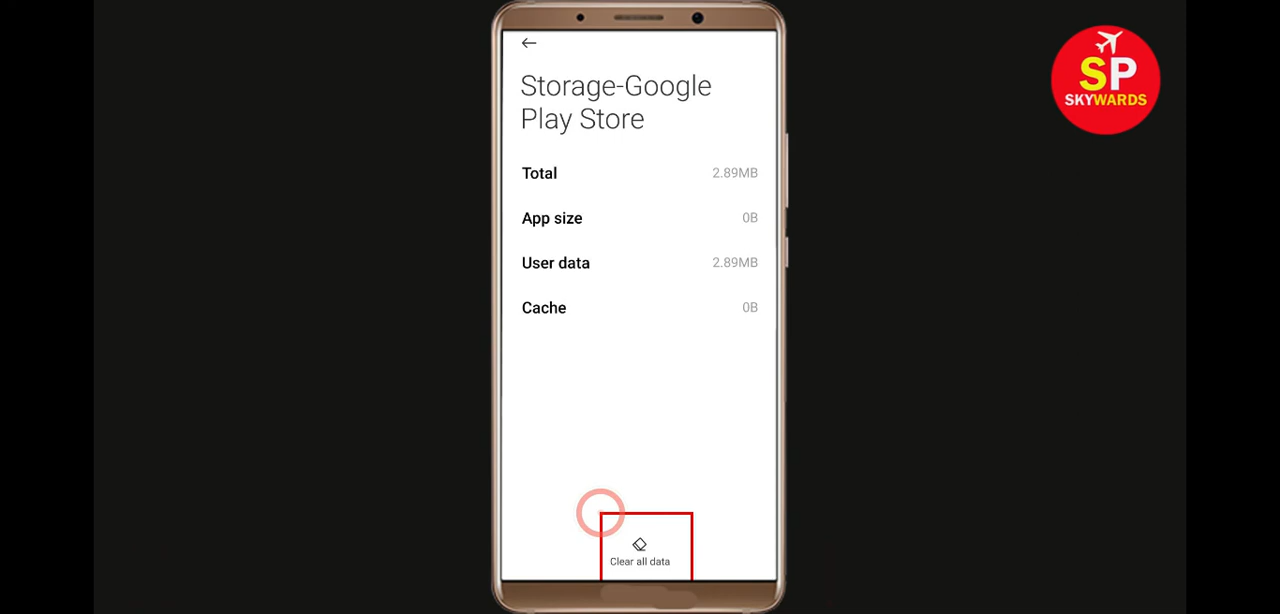 Storage-Google
Play Store
Total 2.89MB
App size 0B
User data 2.89MB
Cache 0B
Clear all data
SP
SKYWARDS